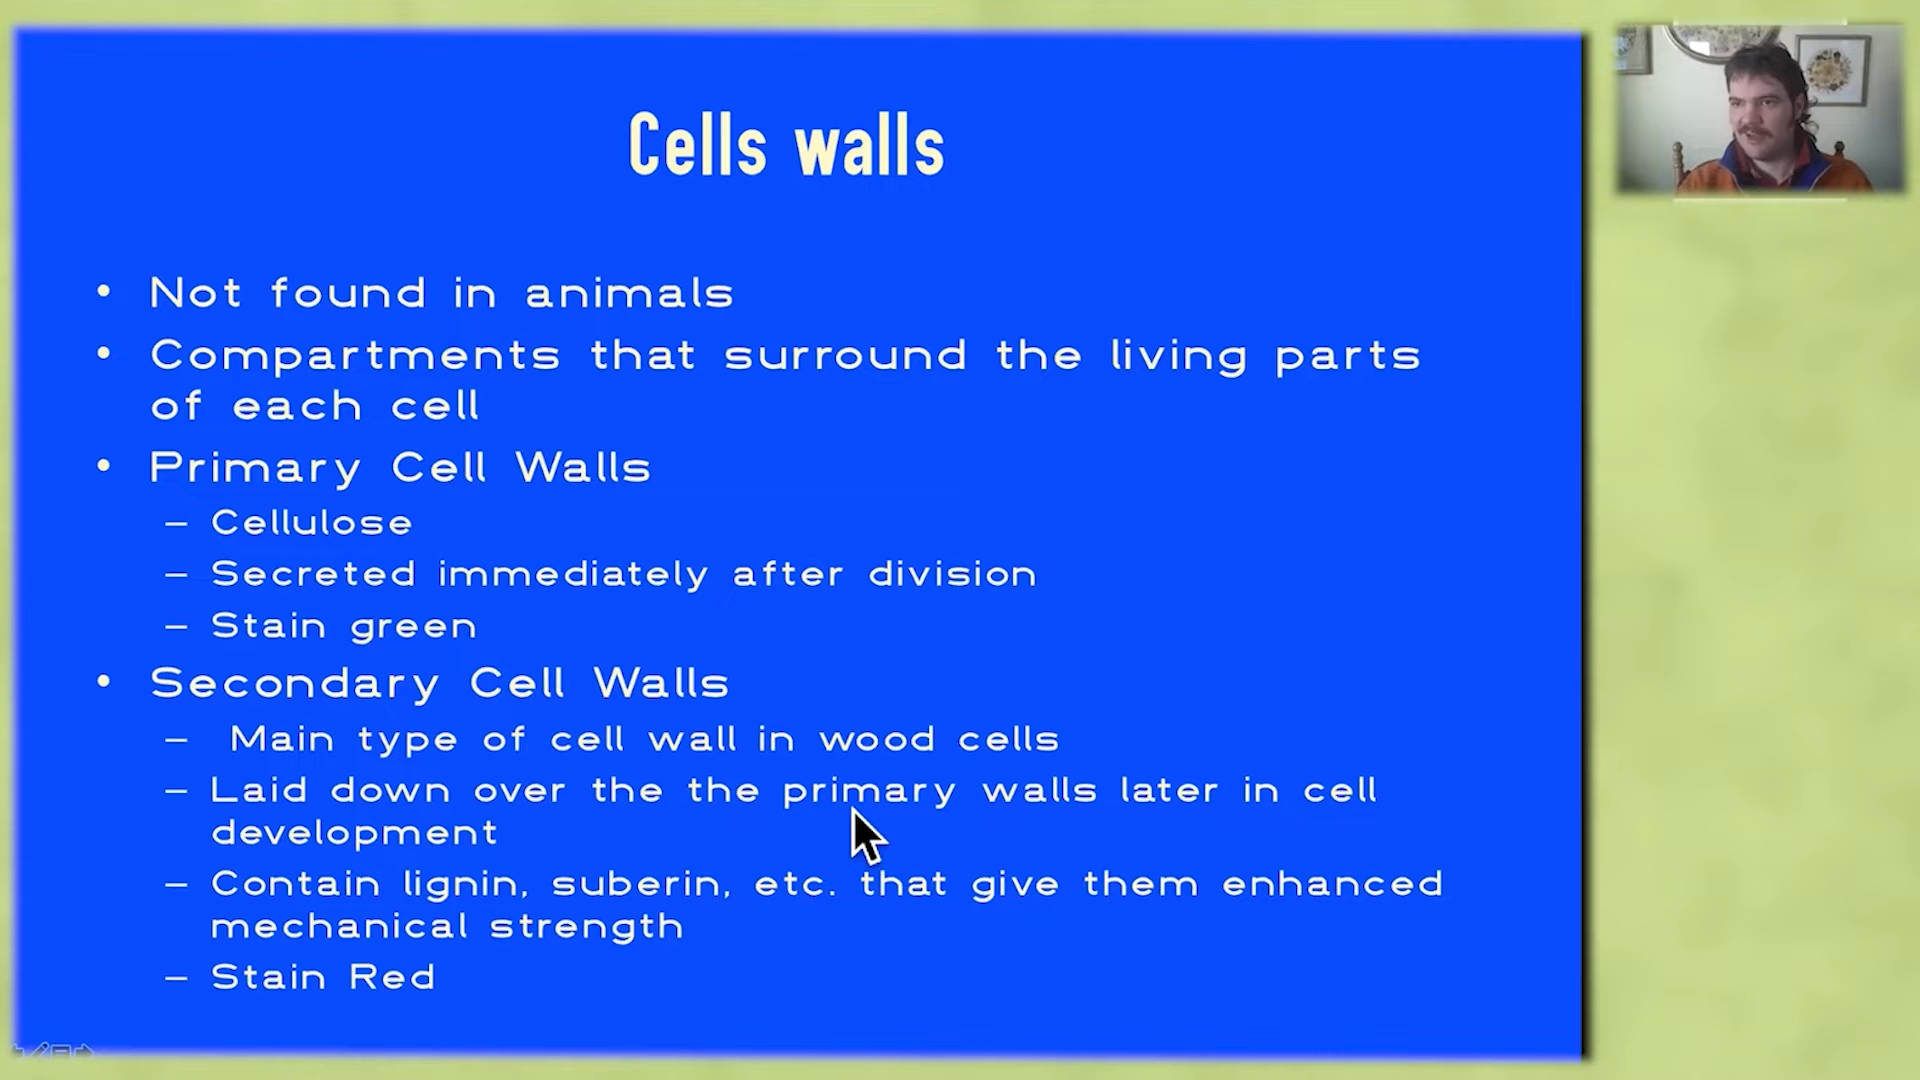 Cells walls
• Not found in animals
• Compartments that surround the living parts
of each cell
• Primary Cell Walls
– Cellulose
– Secreted immediately after division
– Stain green
• Secondary Cell Walls
– Main type of cell wall in wood cells
– Laid down over the the primary walls later in cell
development
– Contain lignin, suberin, etc. that give them enhanced
mechanical strength
– Stain Red